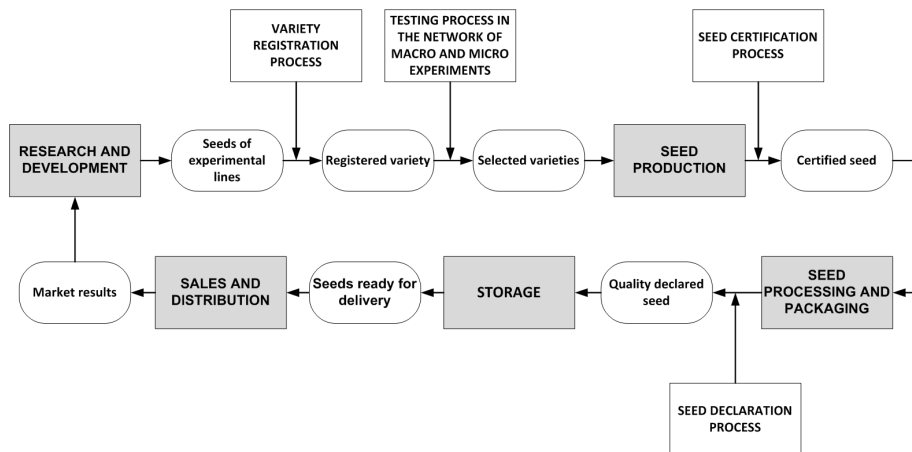 VARIETY
REGISTRATION
PROCESS
TESTING PROCESS IN
THE NETWORK OF
MACRO AND MICRO
EXPERIMENTS
SEED CERTIFICATION
PROCESS
RESEARCH AND
DEVELOPMENT
Seeds of
experimental
lines
Registered variety
Selected varieties
SEED
PRODUCTION
Certified seed
Market results
SALES AND
DISTRIBUTION
Seeds ready for
delivery
STORAGE
Quality declared
seed
SEED
PROCESSING AND
PACKAGING
SEED DECLARATION
PROCESS